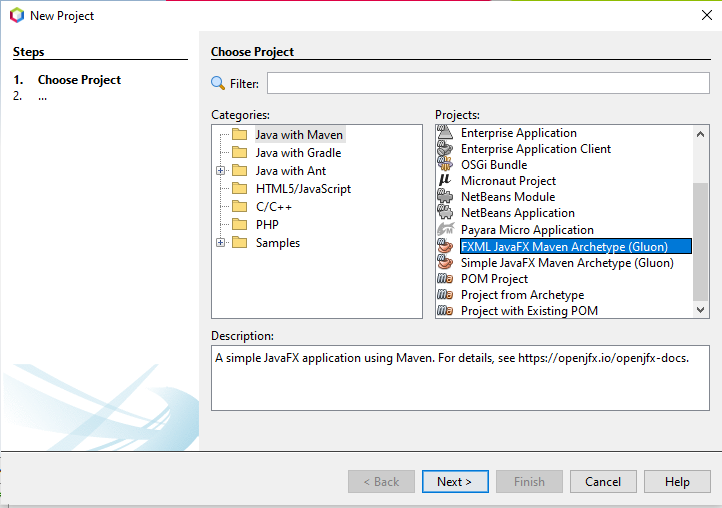 New Project
Steps
1. Choose Project
2. ...
Choose Project
Filter:
Categories:
Java with Maven
Java with Gradle
Java with Ant
HTML5/JavaScript
C/C++
PHP
Samples
Projects:
Enterprise Application
Enterprise Application Client
OSGi Bundle
Micronaut Project
NetBeans Module
NetBeans Application
Payara Micro Application
FXML JavaFX Maven Archetype (Gluon)
Simple JavaFX Maven Archetype (Gluon)
POM Project
Project from Archetype
Project with Existing POM
Description:
A simple JavaFX application using Maven. For details, see https://openjfx.io/openjfx-docs.
< Back Next > Finish Cancel Help